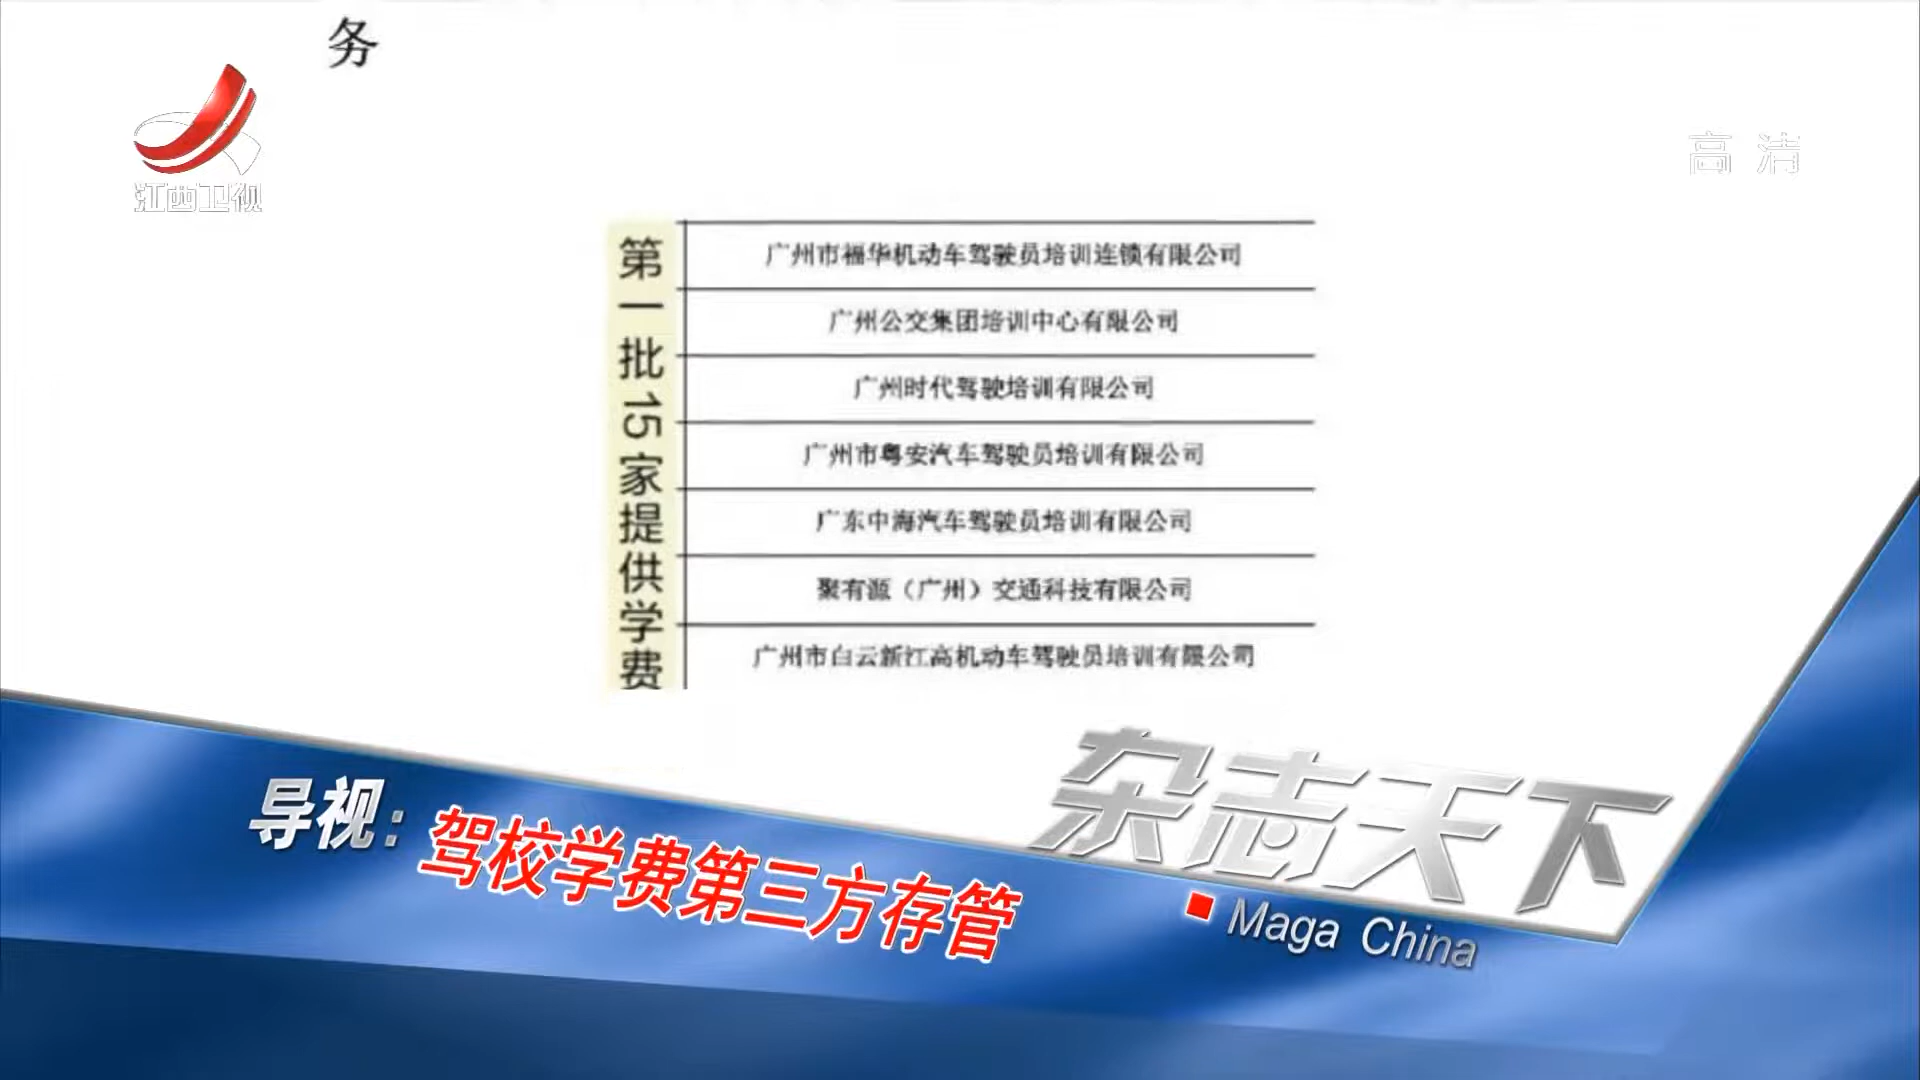 务
江西卫视
高清
第一批15家提供学费
广州市福华机动车驾驶员培训连锁有限公司
广州公交集团培训中心有限公司
广州时代驾驶培训有限公司
广州市粤安汽车驾驶员培训有限公司
广东中海汽车驾驶员培训有限公司
聚有源（广州）交通科技有限公司
广州市白云新江高机动车驾驶员培训有限公司
杂志天下
导视：驾校学费第三方存管
Maga China